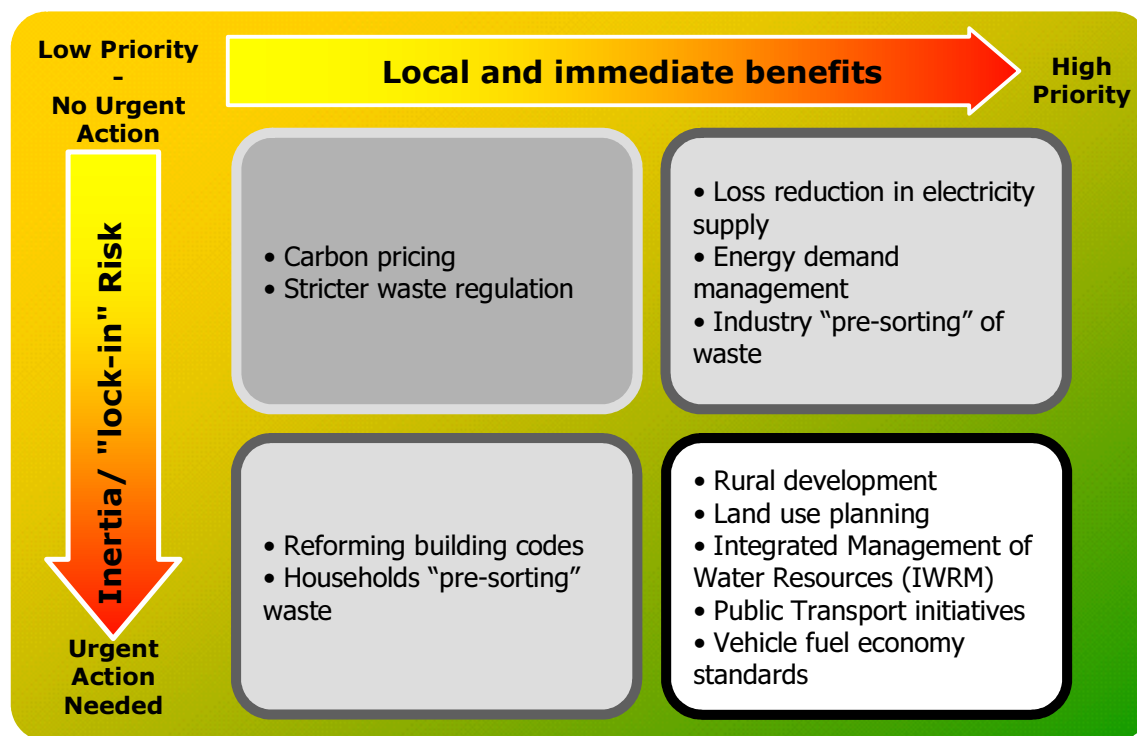 Low Priority
-
No Urgent
Action
Local and immediate benefits
High
Priority
Inertia/ "lock-in" Risk
Urgent
Action
Needed
• Carbon pricing
• Stricter waste regulation
• Loss reduction in electricity
supply
• Energy demand
management
• Industry “pre-sorting” of
waste
• Reforming building codes
• Households “pre-sorting”
waste
• Rural development
• Land use planning
• Integrated Management of
Water Resources (IWRM)
• Public Transport initiatives
• Vehicle fuel economy
standards